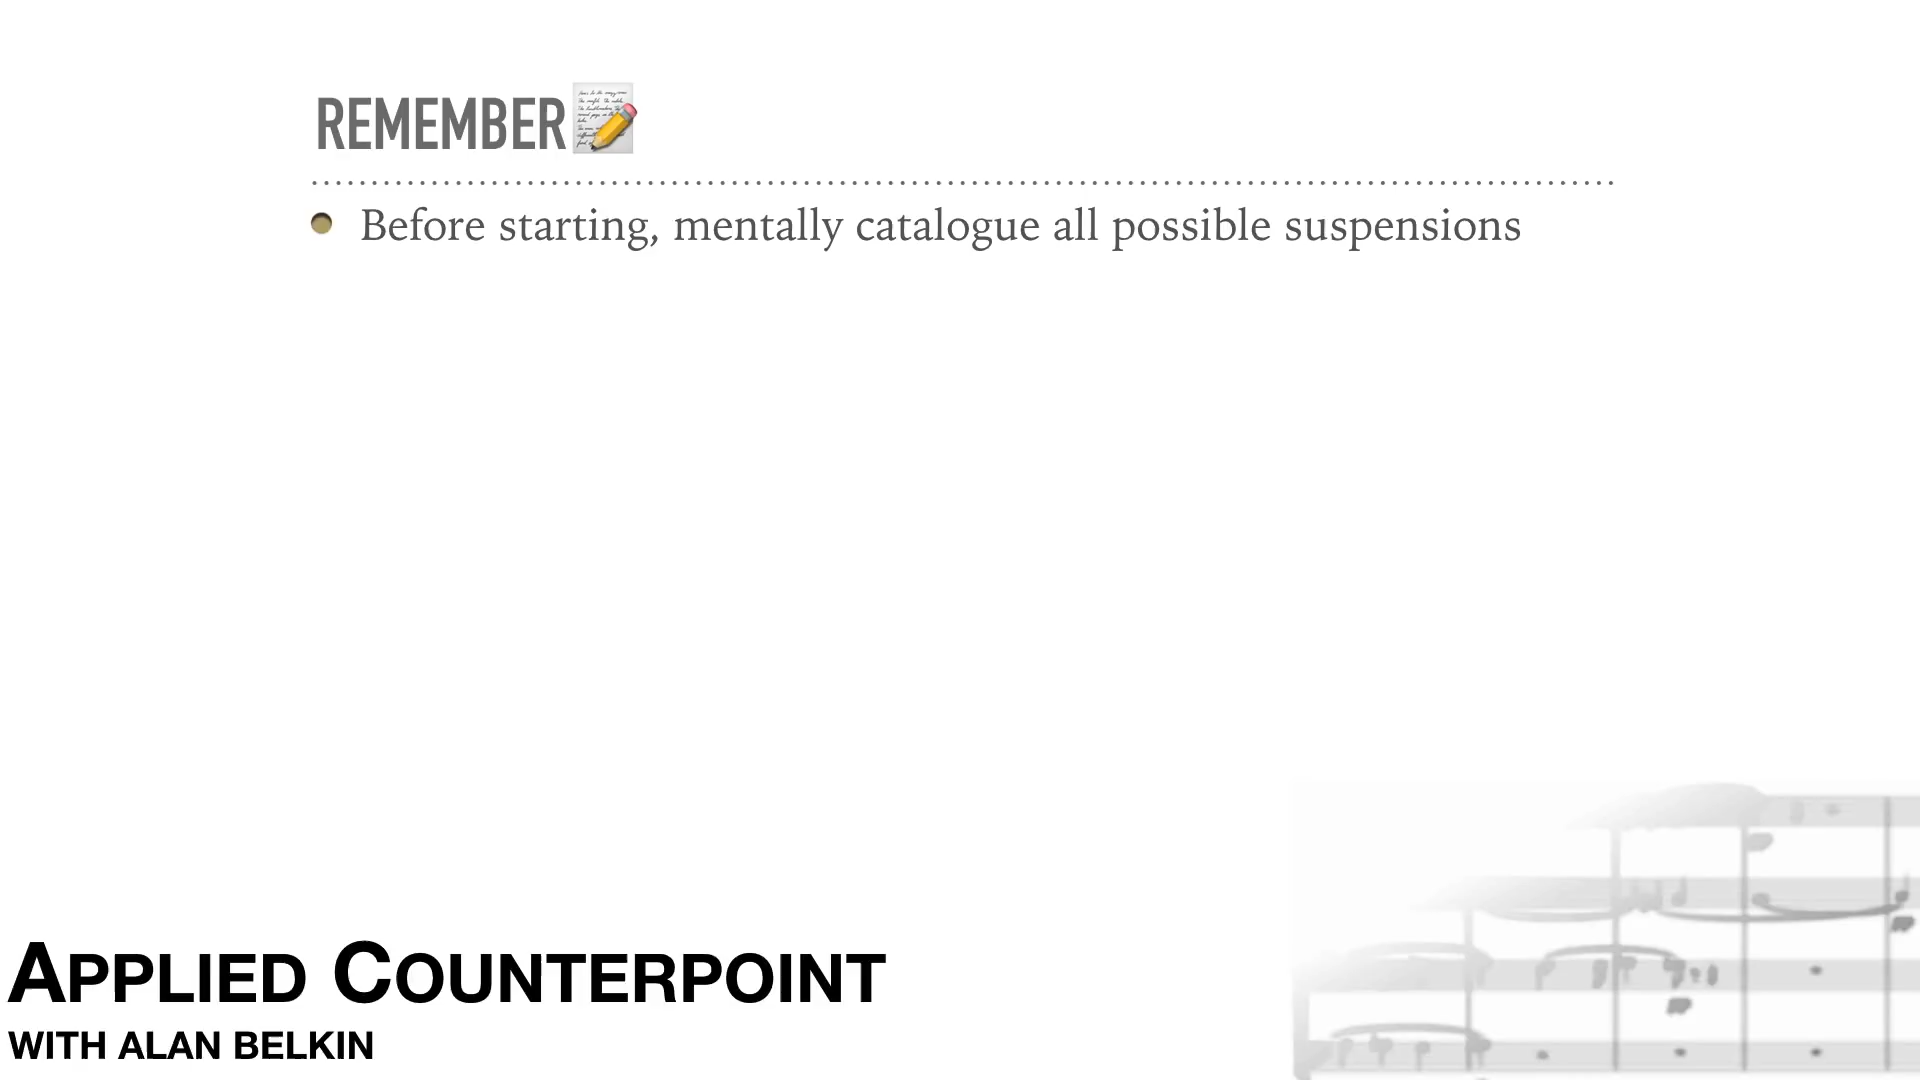 REMEMBER
Before starting, mentally catalogue all possible suspensions
APPLIED COUNTERPOINT
WITH ALAN BELKIN